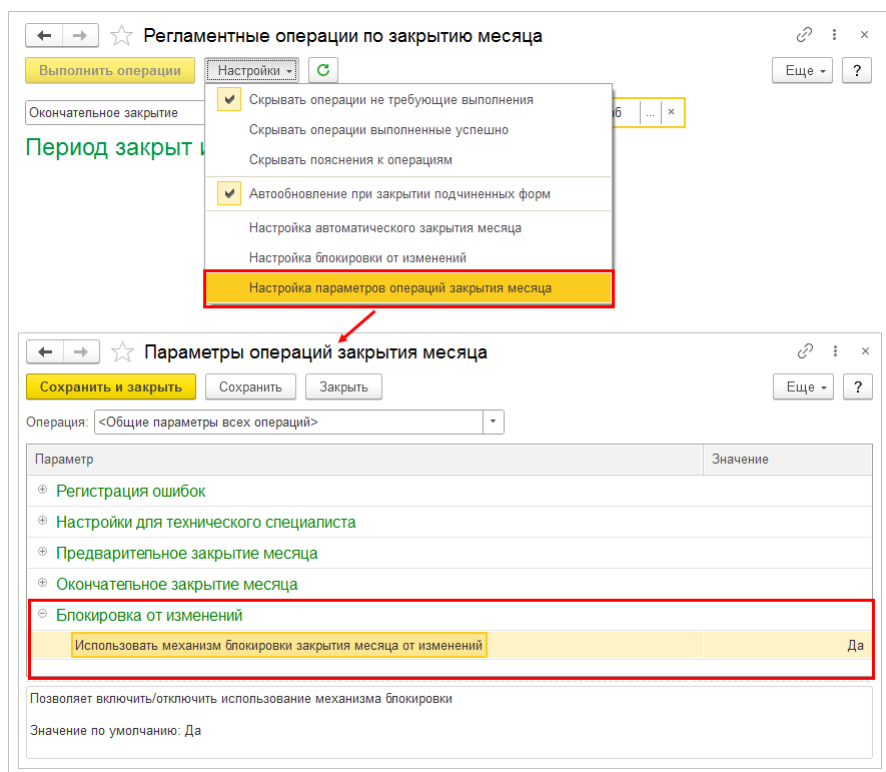 Регламентные операции по закрытию месяца
Выполнить операции Настройки Еще ?
Окончательное закрытие ... ×
Период закрыт
Скрывать операции не требующие выполнения
Скрывать операции выполненные успешно
Скрывать пояснения к операциям
Автообновление при закрытии подчиненных форм
Настройка автоматического закрытия месяца
Настройка блокировки от изменений
Настройка параметров операций закрытия месяца
Параметры операций закрытия месяца
Сохранить и закрыть Сохранить Закрыть Еще ?
Операция: <Общие параметры всех операций>
Параметр Значение
Регистрация ошибок
Настройки для технического специалиста
Предварительное закрытие месяца
Окончательное закрытие месяца
Блокировка от изменений
Использовать механизм блокировки закрытия месяца от изменений Да
Позволяет включить/отключить использование механизма блокировки
Значение по умолчанию: Да